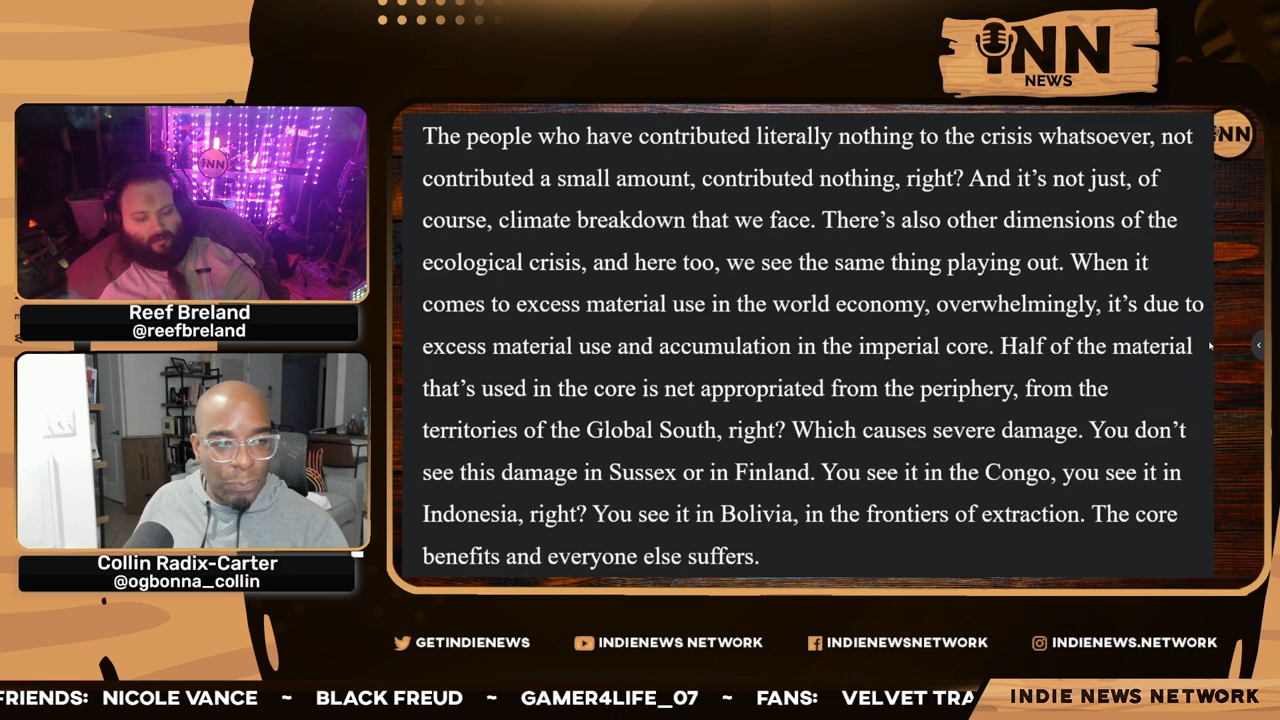 INN
NEWS
The people who have contributed literally nothing to the crisis whatsoever, not
contributed a small amount, contributed nothing, right? And it’s not just, of
course, climate breakdown that we face. There’s also other dimensions of the
ecological crisis, and here too, we see the same thing playing out. When it
comes to excess material use in the world economy, overwhelmingly, it’s due to
excess material use and accumulation in the imperial core. Half of the material
that’s used in the core is net appropriated from the periphery, from the
territories of the Global South, right? Which causes severe damage. You don’t
see this damage in Sussex or in Finland. You see it in the Congo, you see it in
Indonesia, right? You see it in Bolivia, in the frontiers of extraction. The core
benefits and everyone else suffers.
INN
INN
Reef Breland
@reefbreland
Collin Radix-Carter
@ogbonna_collin
GETINDIENEWS
INDIENEWS NETWORK
INDIENEWSNETWORK
INDIENEWS.NETWORK
FRIENDS: NICOLE VANCE ~ BLACK FREUD ~ GAMER4LIFE_07 ~ FANS: VELVET TRA
INDIE NEWS NETWORK